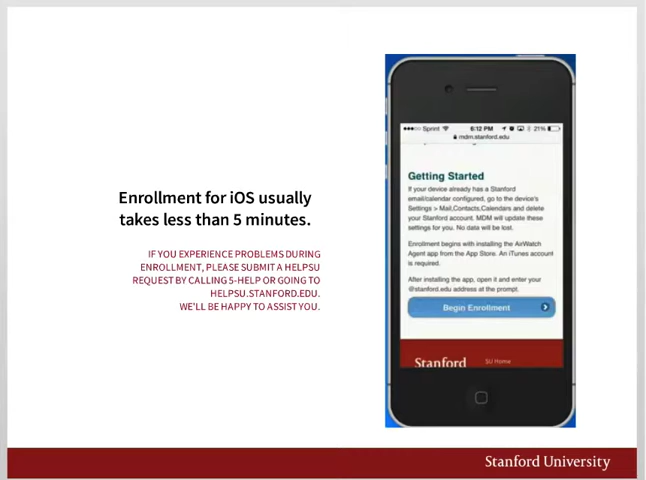 Enrollment for iOS usually
takes less than 5 minutes.
IF YOU EXPERIENCE PROBLEMS DURING
ENROLLMENT, PLEASE SUBMIT A HELPSU
REQUEST BY CALLING 5-HELP OR GOING TO
HELPSU.STANFORD.EDU.
WE'LL BE HAPPY TO ASSIST YOU.
Sprint 6:12 PM 21%
mdm.stanford.edu
Getting Started
If your device already has a Stanford
email/calendar configured, go to the device's
Settings > Mail,Contacts,Calendars and delete
your Stanford account. MDM will update these
settings for you. No data will be lost.
Enrollment begins with installing the AirWatch
Agent app from the App Store. An iTunes account
is required.
After installing the app, open it and enter your
@stanford.edu address at the prompt.
Begin Enrollment
Stanford SU Home
Stanford University